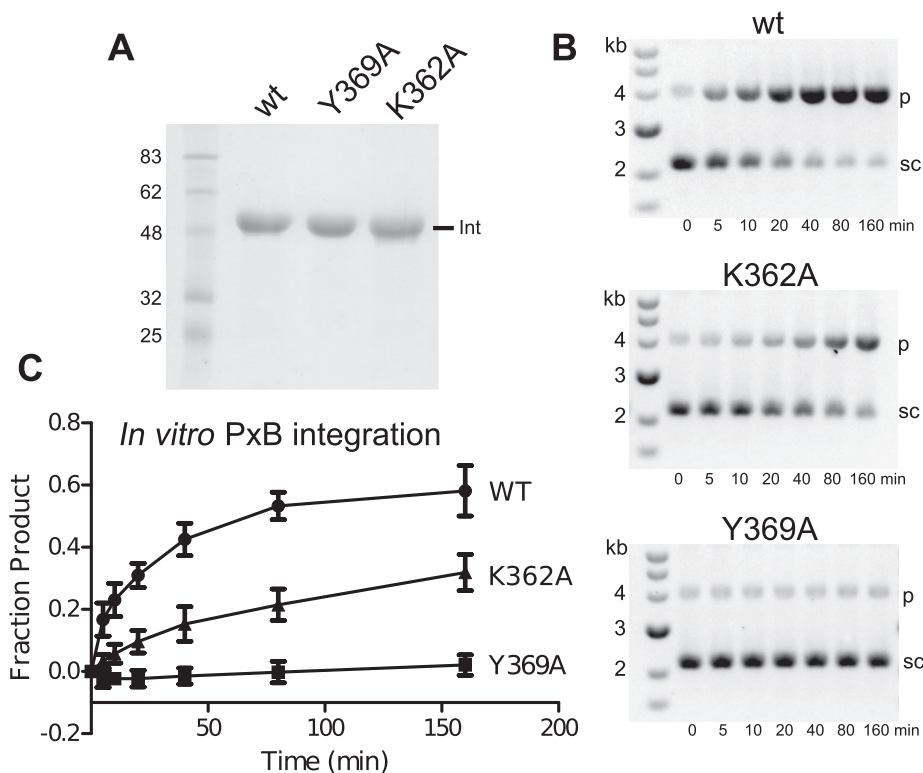 A
wt
Y369A
K362A
83
62
48
32
25
Int
B
wt
kb
4
3
2
p
sc
0 5 10 20 40 80 160 min
K362A
kb
4
3
2
p
sc
0 5 10 20 40 80 160 min
Y369A
kb
4
3
2
p
sc
0 5 10 20 40 80 160 min
C
In vitro PxB integration
Fraction Product
0.8
0.6
0.4
0.2
0.0
-0.2
WT
K362A
Y369A
50 100 150 200
Time (min)